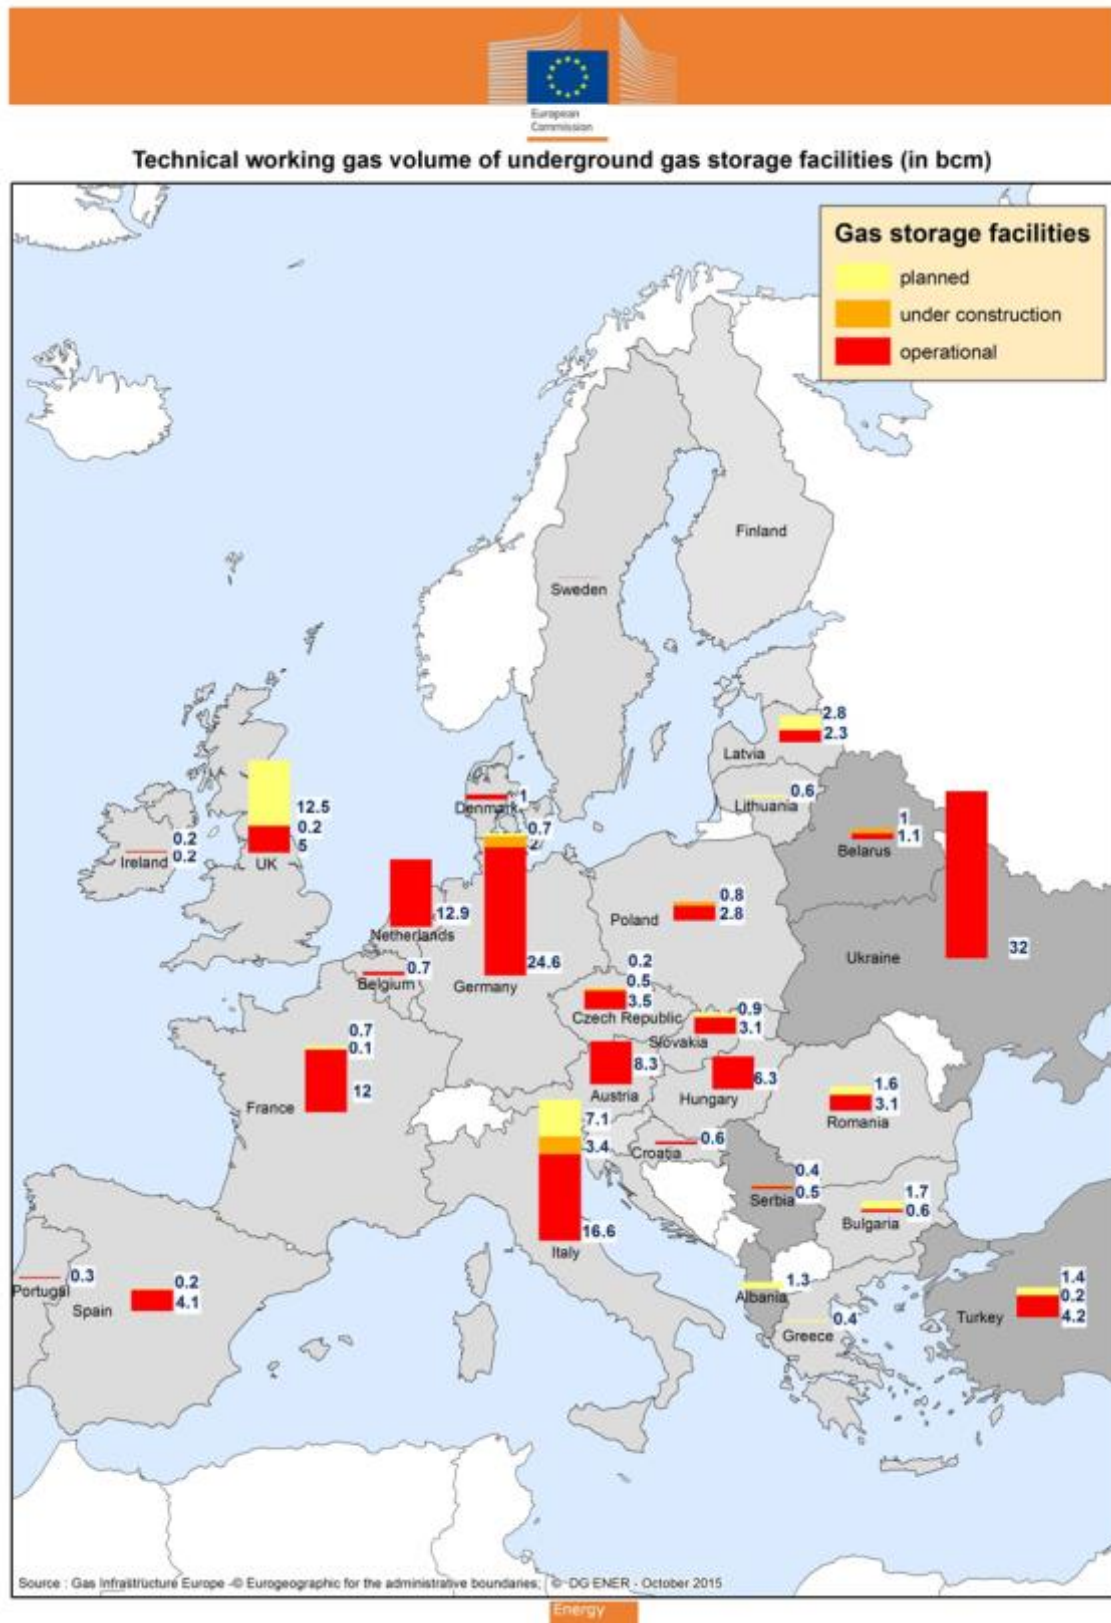 European
Commission
Technical working gas volume of underground gas storage facilities (in bcm)
Gas storage facilities
planned
under construction
operational
Finland
Sweden
2.8
2.3
Latvia
0.6
Lithuania
1
Denmark
12.5
0.2
5
UK
0.2
0.2
Ireland
1
1.1
Belarus
0.7
2
24.6
Germany
12.9
Netherlands
0.8
2.8
Poland
32
Ukraine
0.7
Belgium
0.2
0.5
3.5
Czech Republic
0.9
3.1
Slovakia
0.7
0.1
12
France
8.3
Austria
6.3
Hungary
1.6
3.1
Romania
7.1
3.4
16.6
Italy
0.6
Croatia
0.4
0.5
Serbia
1.7
0.6
Bulgaria
0.3
Portugal
0.2
4.1
Spain
1.3
Albania
0.4
Greece
1.4
0.2
4.2
Turkey
Source : Gas Infrastructure Europe -© Eurogeographic for the administrative boundaries; © DG ENER - October 2015
Energy